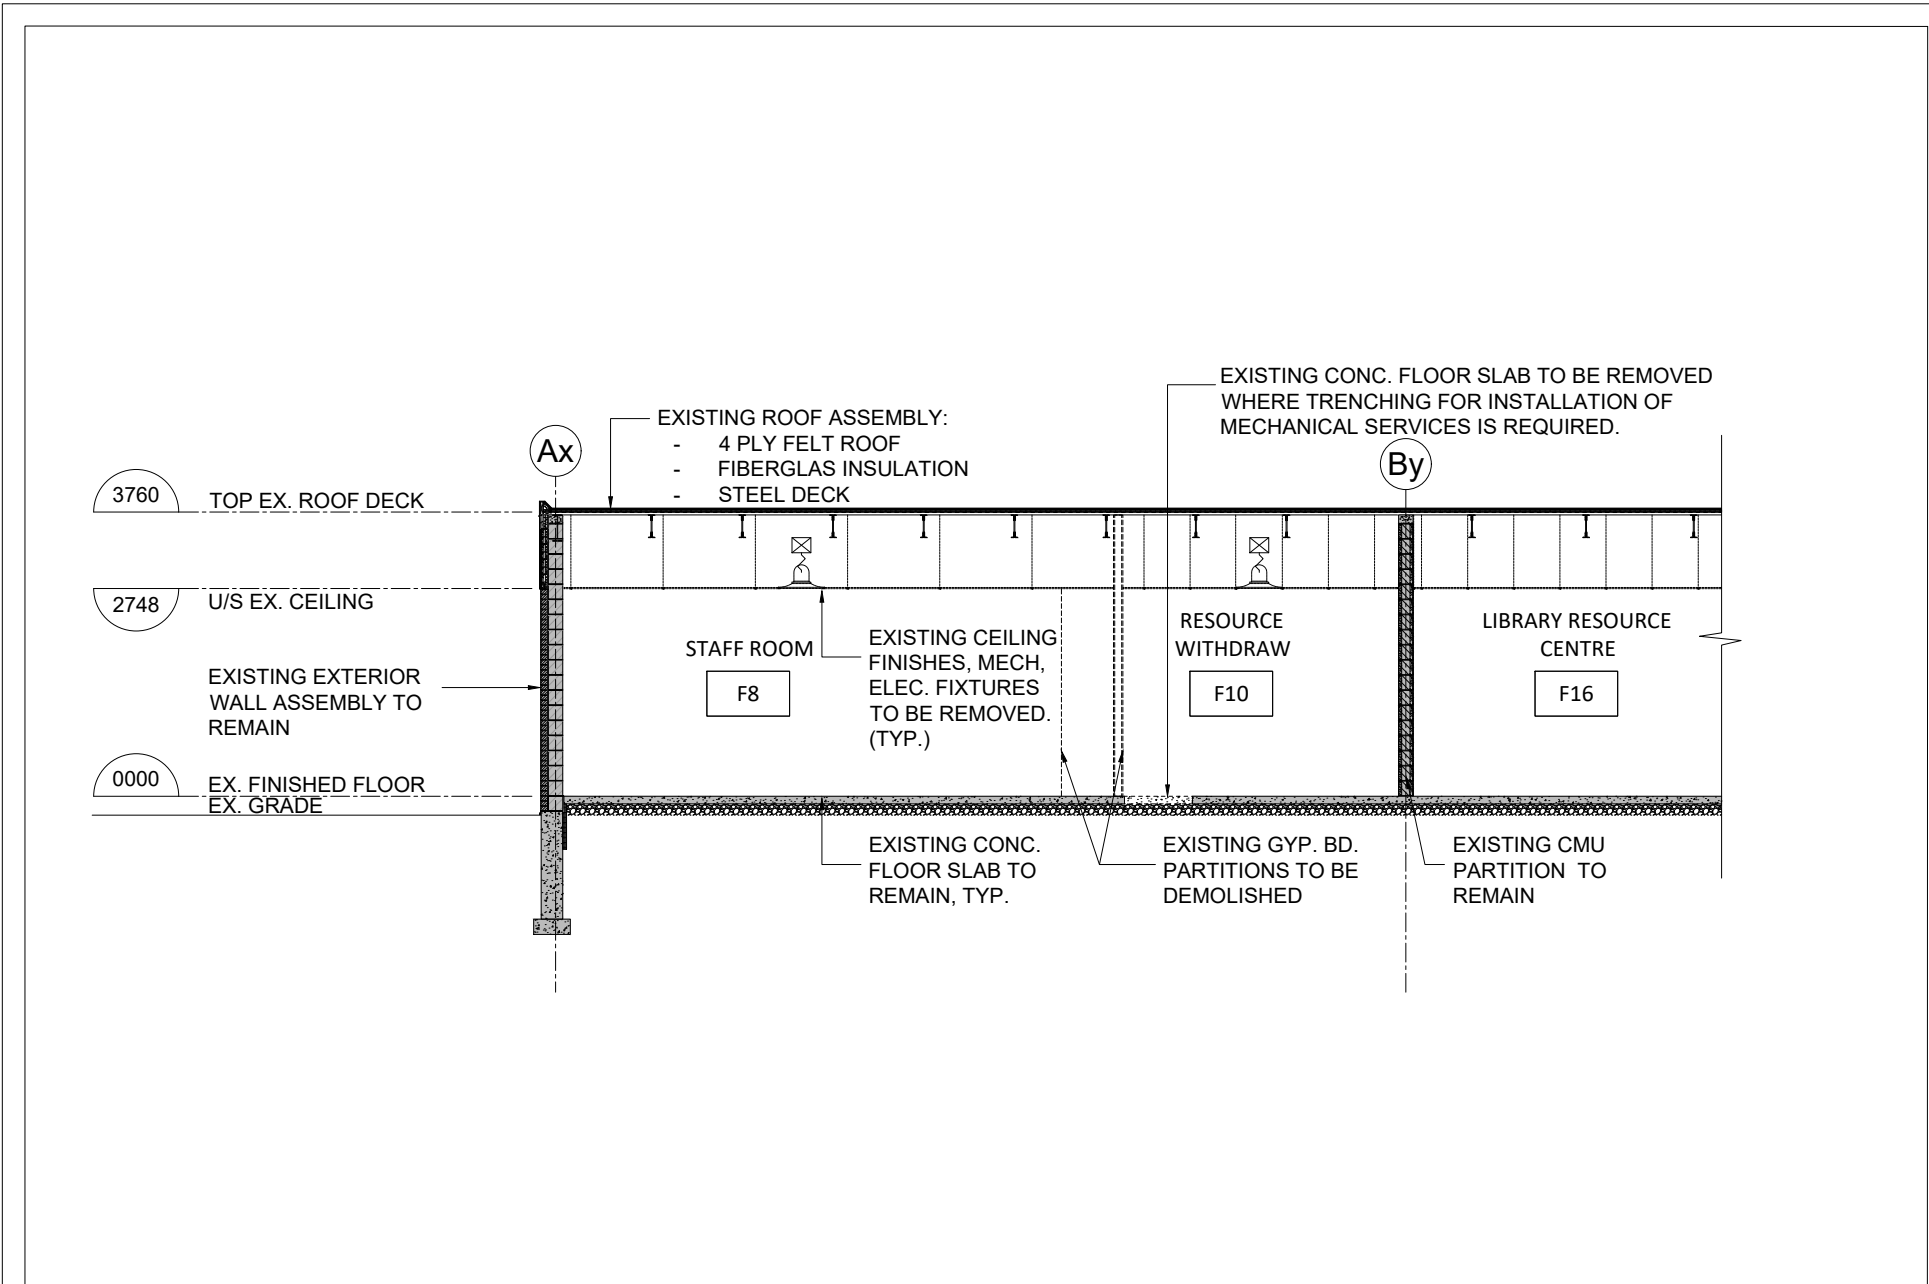 EXISTING CONC. FLOOR SLAB TO BE REMOVED
WHERE TRENCHING FOR INSTALLATION OF
MECHANICAL SERVICES IS REQUIRED.
EXISTING ROOF ASSEMBLY:
- 4 PLY FELT ROOF
- FIBERGLAS INSULATION
- STEEL DECK
Ax
By
3760
TOP EX. ROOF DECK
2748
U/S EX. CEILING
EXISTING EXTERIOR
WALL ASSEMBLY TO
REMAIN
0000
EX. FINISHED FLOOR
EX. GRADE
STAFF ROOM
F8
EXISTING CEILING
FINISHES, MECH,
ELEC. FIXTURES
TO BE REMOVED.
(TYP.)
RESOURCE
WITHDRAW
F10
LIBRARY RESOURCE
CENTRE
F16
EXISTING CONC.
FLOOR SLAB TO
REMAIN, TYP.
EXISTING GYP. BD.
PARTITIONS TO BE
DEMOLISHED
EXISTING CMU
PARTITION TO
REMAIN